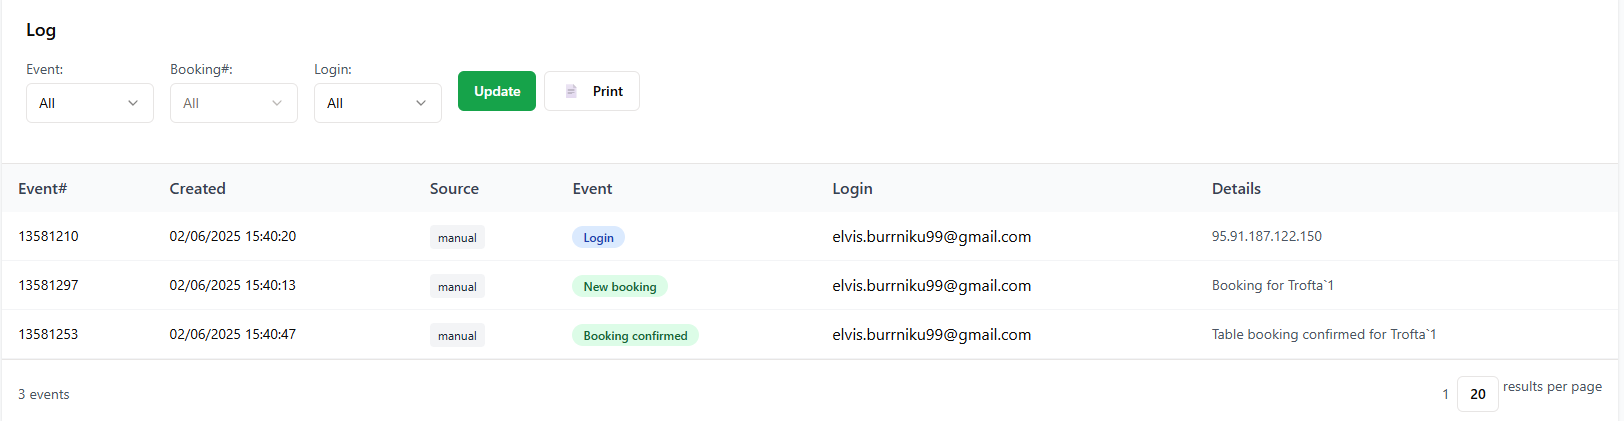 Log
Event: Booking#: Login:
All All All Update Print
Event# Created Source Event Login Details
13581210 02/06/2025 15:40:20 manual Login elvis.burrniku99@gmail.com 95.91.187.122.150
13581297 02/06/2025 15:40:13 manual New booking elvis.burrniku99@gmail.com Booking for Trofta`1
13581253 02/06/2025 15:40:47 manual Booking confirmed elvis.burrniku99@gmail.com Table booking confirmed for Trofta`1
3 events 1 20 results per page